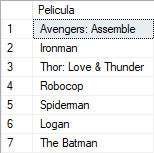 Pelicula
1 Avengers: Assemble
2 Ironman
3 Thor: Love & Thunder
4 Robocop
5 Spiderman
6 Logan
7 The Batman